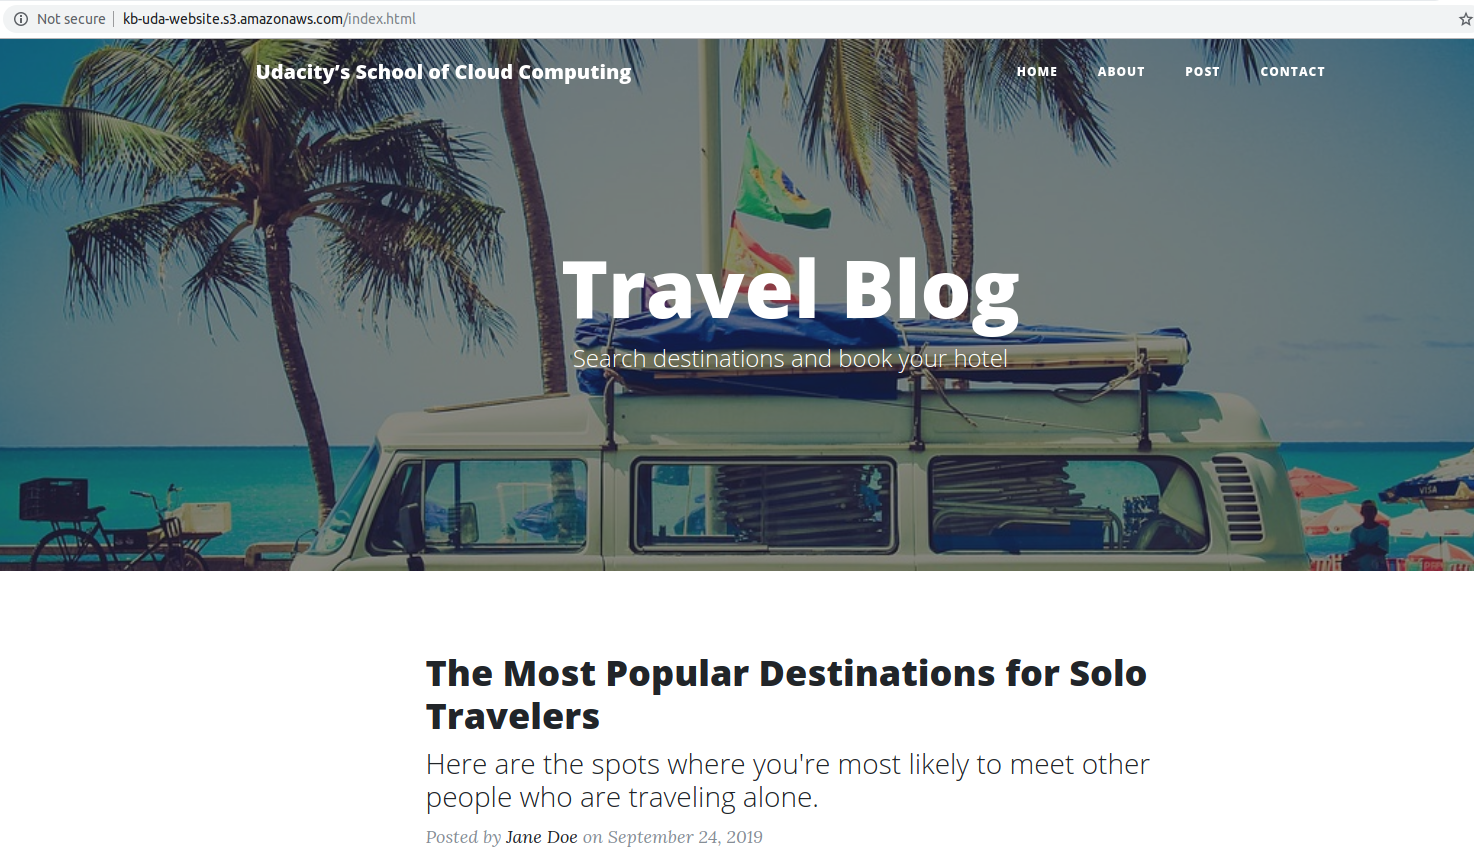 Not secure | kb-uda-website.s3.amazonaws.com/index.html
Udacity’s School of Cloud Computing
HOME ABOUT POST CONTACT
Travel Blog
Search destinations and book your hotel
VISA
The Most Popular Destinations for Solo
Travelers
Here are the spots where you're most likely to meet other
people who are traveling alone.
Posted by Jane Doe on September 24, 2019